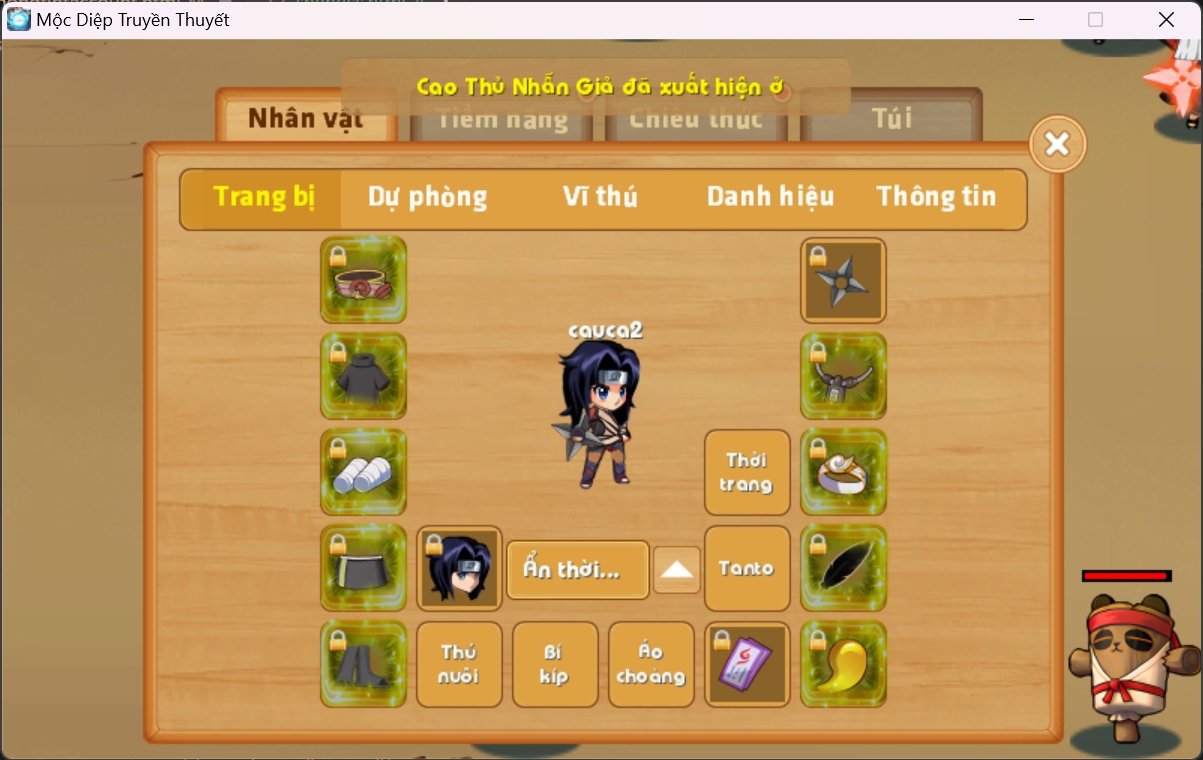 Mộc Diệp Truyền Thuyết
Cao Thủ Nhẫn Giả đã xuất hiện ở
Nhân vật
Tiềm năng
Chiêu thức
Túi
Trang bị
Dự phòng
Vĩ thú
Danh hiệu
Thông tin
cauca2
Thời
trang
Ẩn thời...
Tanto
Thú
nuôi
Bí
kíp
Áo
choàng